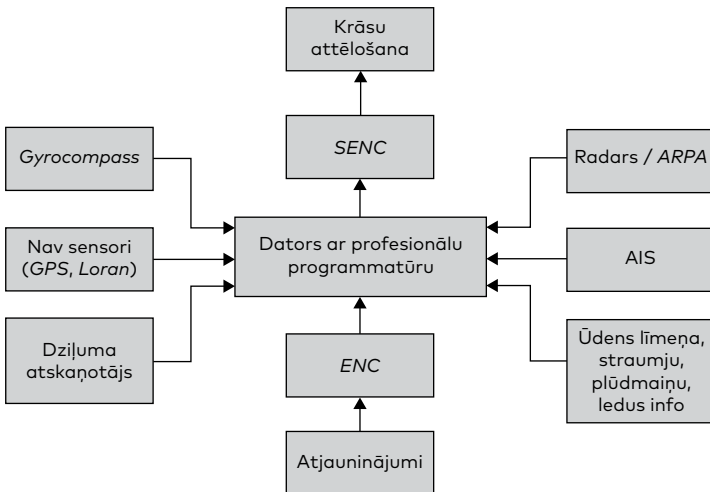 Krāsu
attēlošana
SENC
Gyrocompass
Radars / ARPA
Nav sensori
(GPS, Loran)
Dators ar profesionālu
programmatūru
AIS
Dziļuma
atskaņotājs
ENC
Ūdens līmeņa,
straumju,
plūdmaiņu,
ledus info
Atjauninājumi